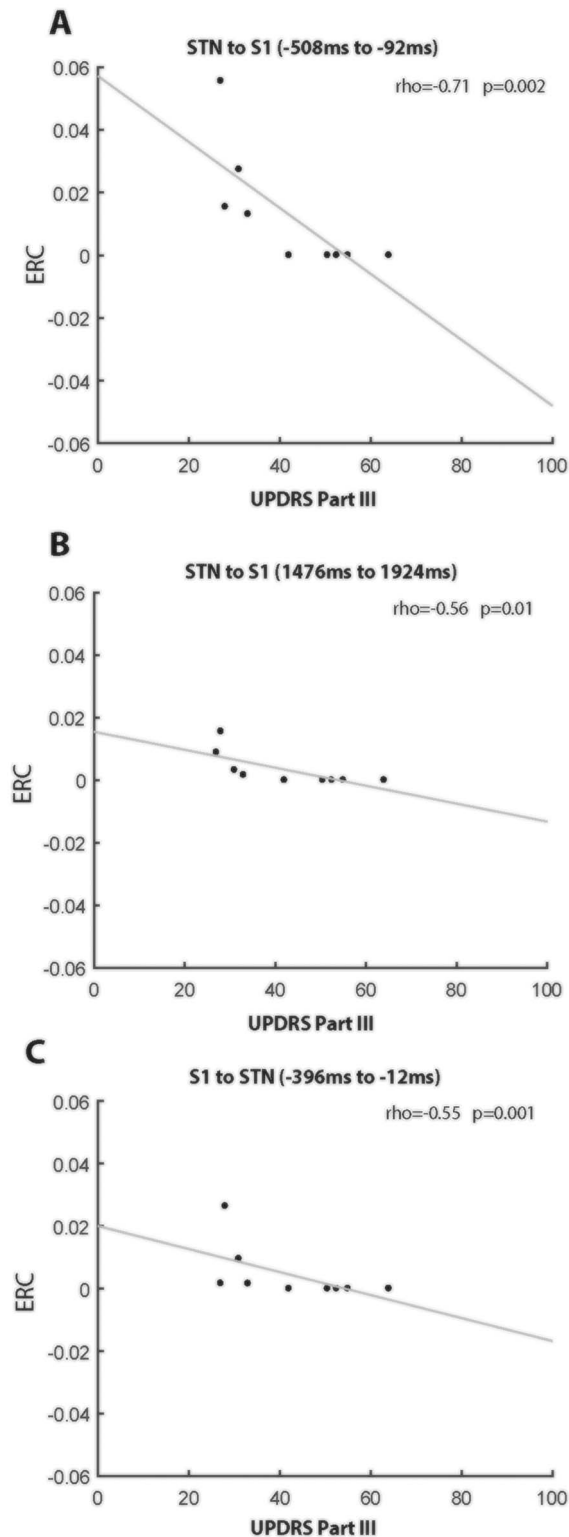 A
STN to S1 (-508ms to -92ms)
rho=-0.71 p=0.002
0.06
0.04
0.02
0
-0.02
-0.04
-0.06
ERC
0 20 40 60 80 100
UPDRS Part III
B
STN to S1 (1476ms to 1924ms)
rho=-0.56 p=0.01
0.06
0.04
0.02
0
-0.02
-0.04
-0.06
ERC
0 20 40 60 80 100
UPDRS Part III
C
S1 to STN (-396ms to -12ms)
rho=-0.55 p=0.001
0.06
0.04
0.02
0
-0.02
-0.04
-0.06
ERC
0 20 40 60 80 100
UPDRS Part III